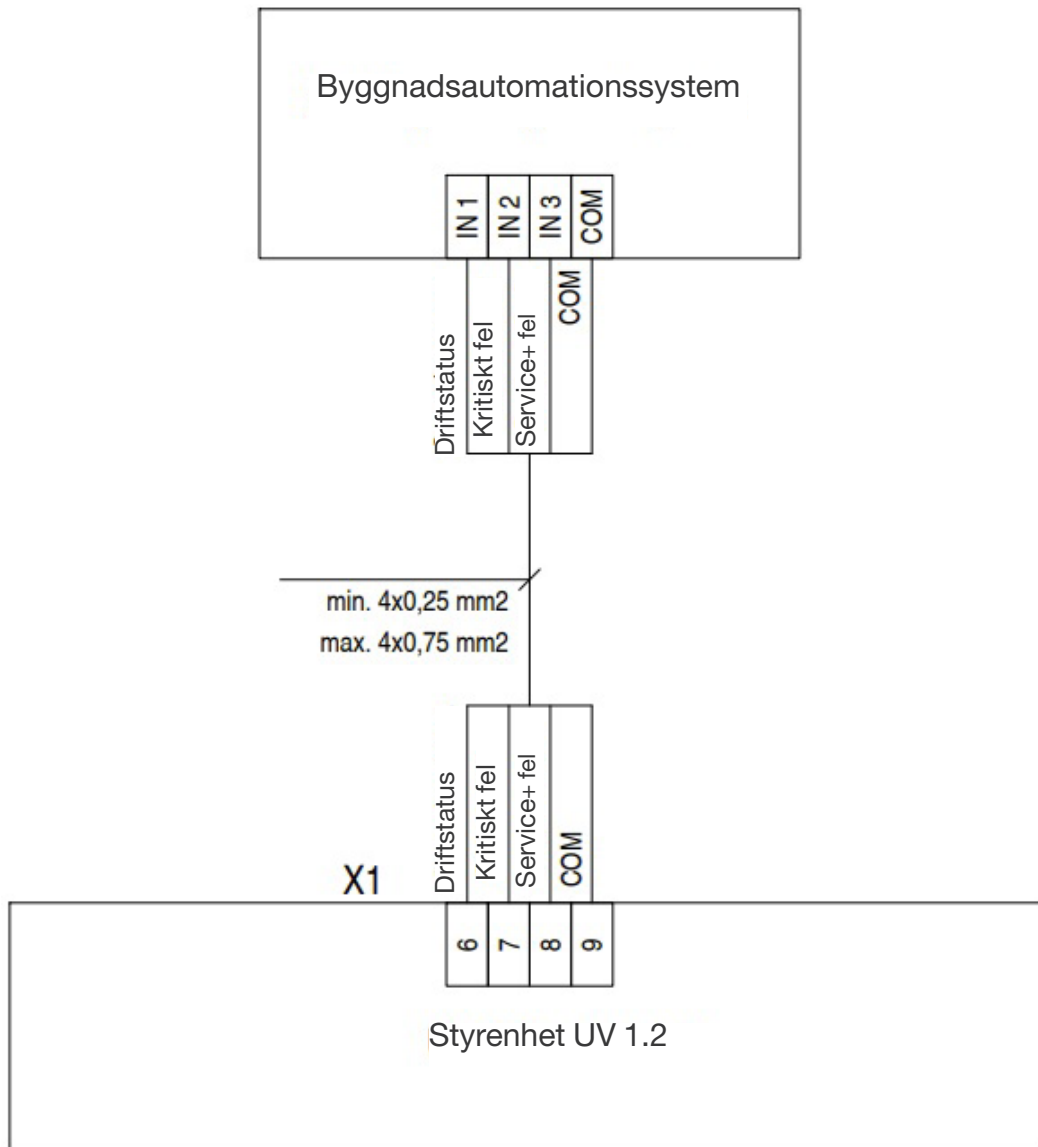 Byggnadsautomationssystem
IN 1
IN 2
IN 3
COM
Driftstatus
Kritiskt fel
Service+ fel
COM
min. 4x0,25 mm2
max. 4x0,75 mm2
Driftstatus
Kritiskt fel
Service+ fel
COM
X1
6
7
8
9
Styrenhet UV 1.2